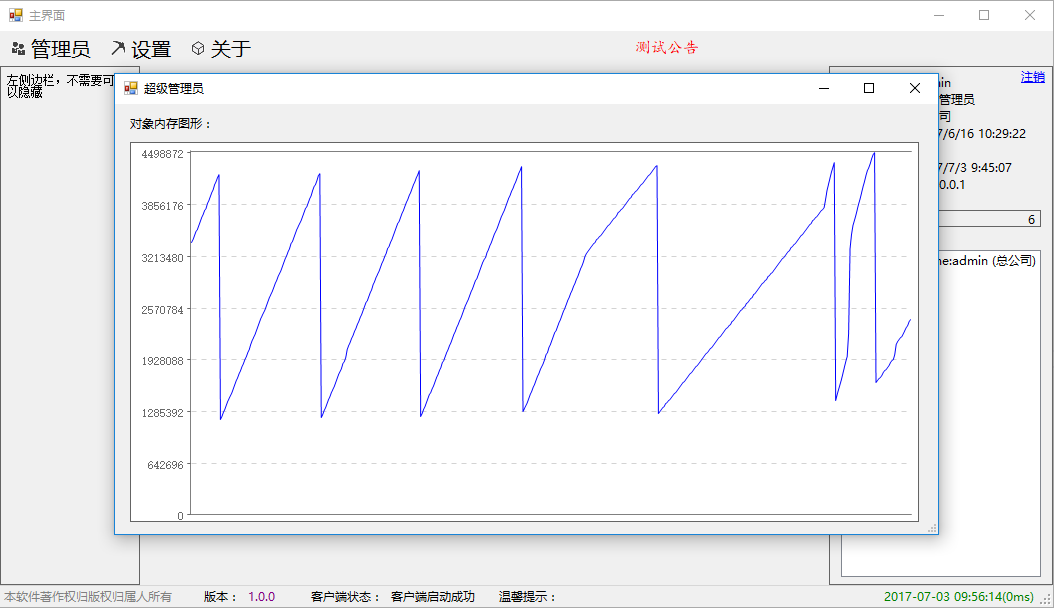 主界面
管理员 设置 关于
测试公告
左侧边栏，不需要可
以隐藏
注销
超级管理员
对象内存图形：
4498872
3856176
3213480
2570784
1928088
1285392
642696
0
in
管理员
司
7/6/16 10:29:22
7/7/3 9:45:07
0.0.1
6
ne:admin (总公司)
本软件著作权归版权归属人所有 版本： 1.0.0 客户端状态： 客户端启动成功 温馨提示： 2017-07-03 09:56:14(0ms)